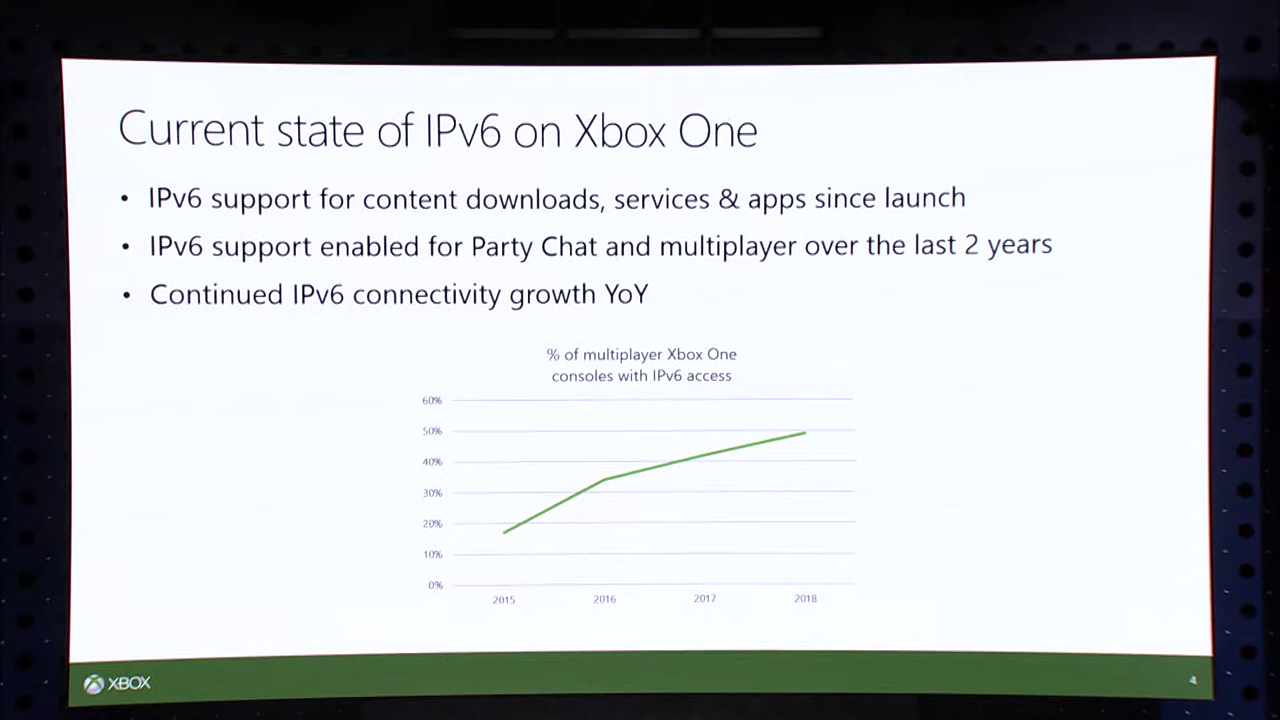 Current state of IPv6 on Xbox One
• IPv6 support for content downloads, services & apps since launch
• IPv6 support enabled for Party Chat and multiplayer over the last 2 years
• Continued IPv6 connectivity growth YoY
% of multiplayer Xbox One
consoles with IPv6 access
60%
50%
40%
30%
20%
10%
0%
2015 2016 2017 2018
XBOX
4